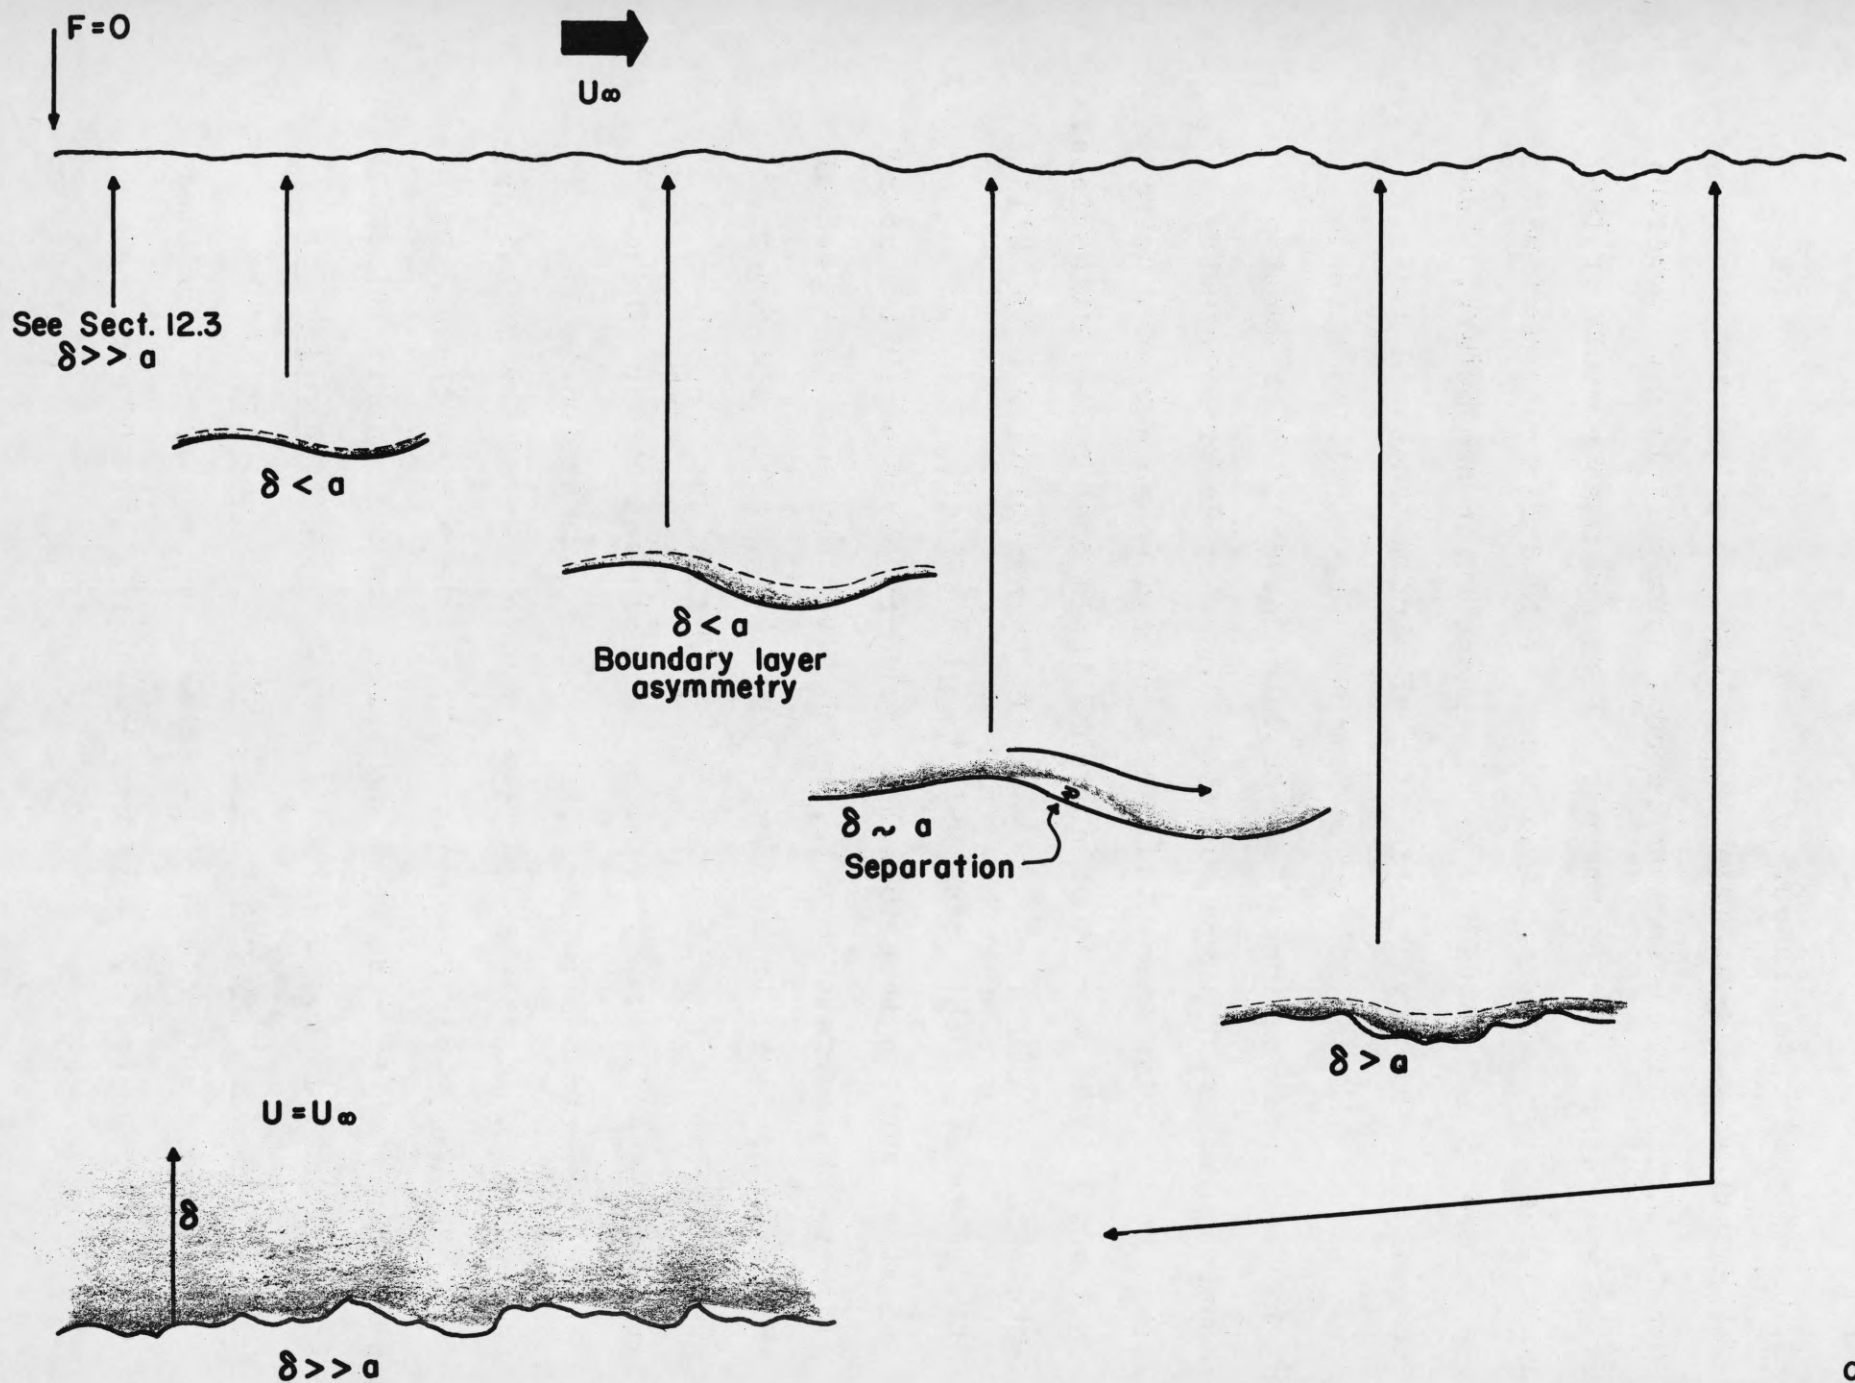 F=0
U∞
See Sect. 12.3
δ>> a
δ < a
δ < a
Boundary layer
asymmetry
δ ~ a
Separation
δ > a
U = U∞
δ
δ >> a